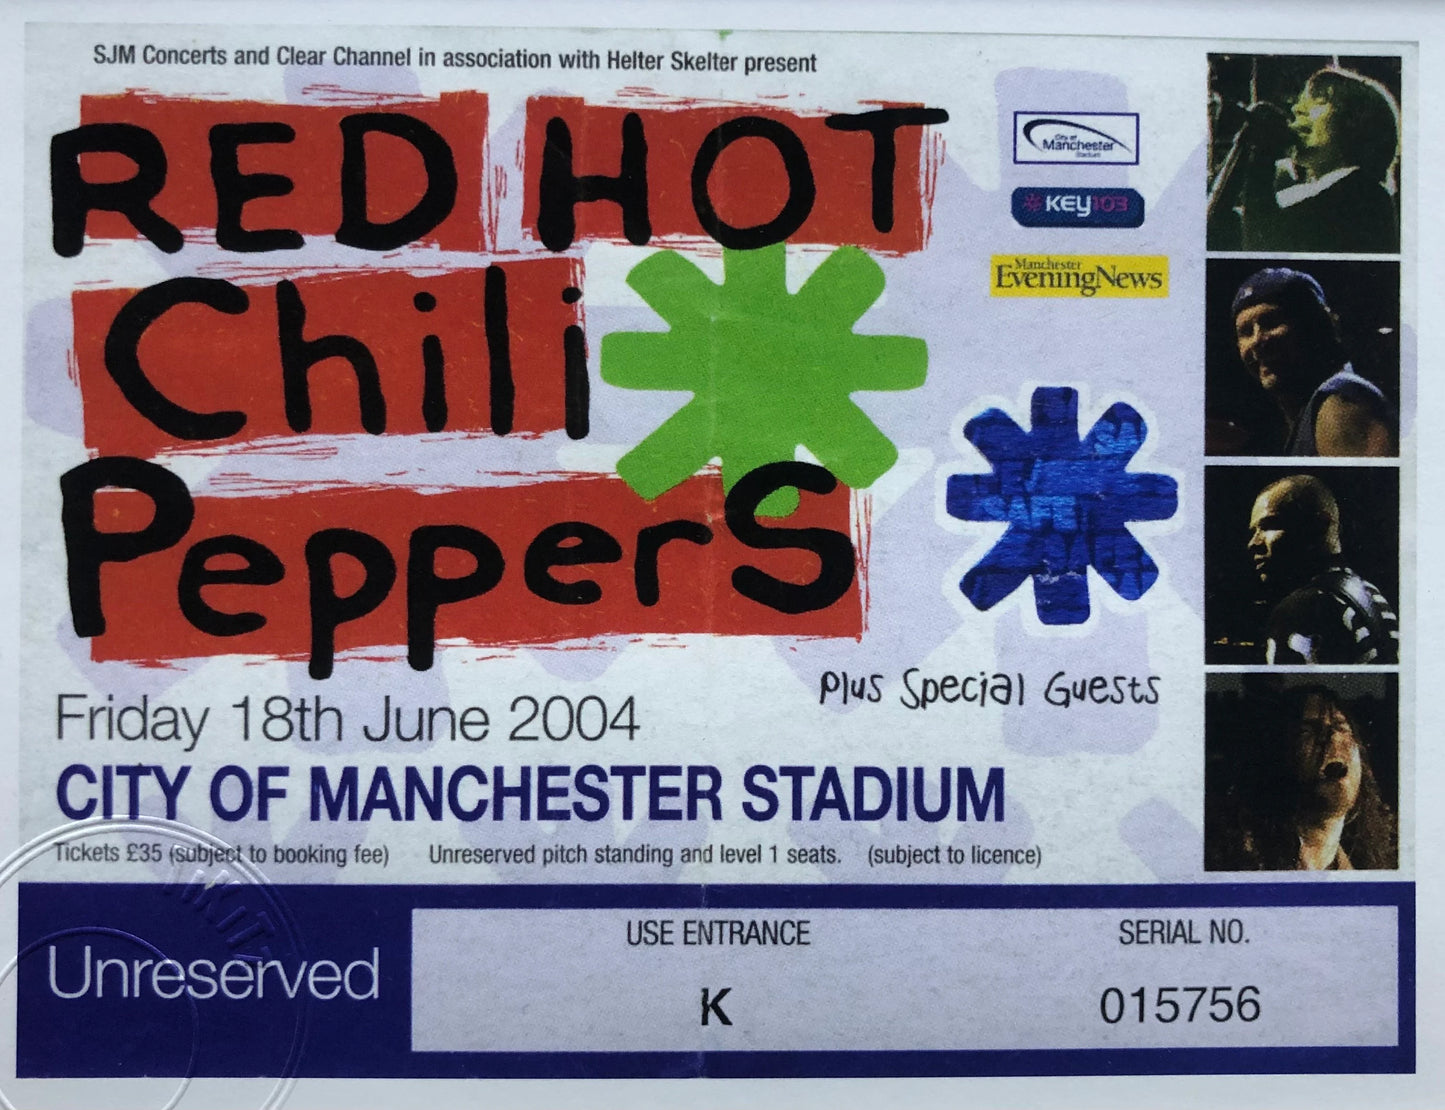 SJM Concerts and Clear Channel in association with Helter Skelter present
RED HOT
Chili
Peppers
City of
Manchester
Stadium
KEY103
Manchester
Evening News
SAFE
Plus Special Guests
Friday 18th June 2004
CITY OF MANCHESTER STADIUM
Tickets £35 (subject to booking fee) Unreserved pitch standing and level 1 seats. (subject to licence)
Unreserved
USE ENTRANCE
K
SERIAL NO.
015756